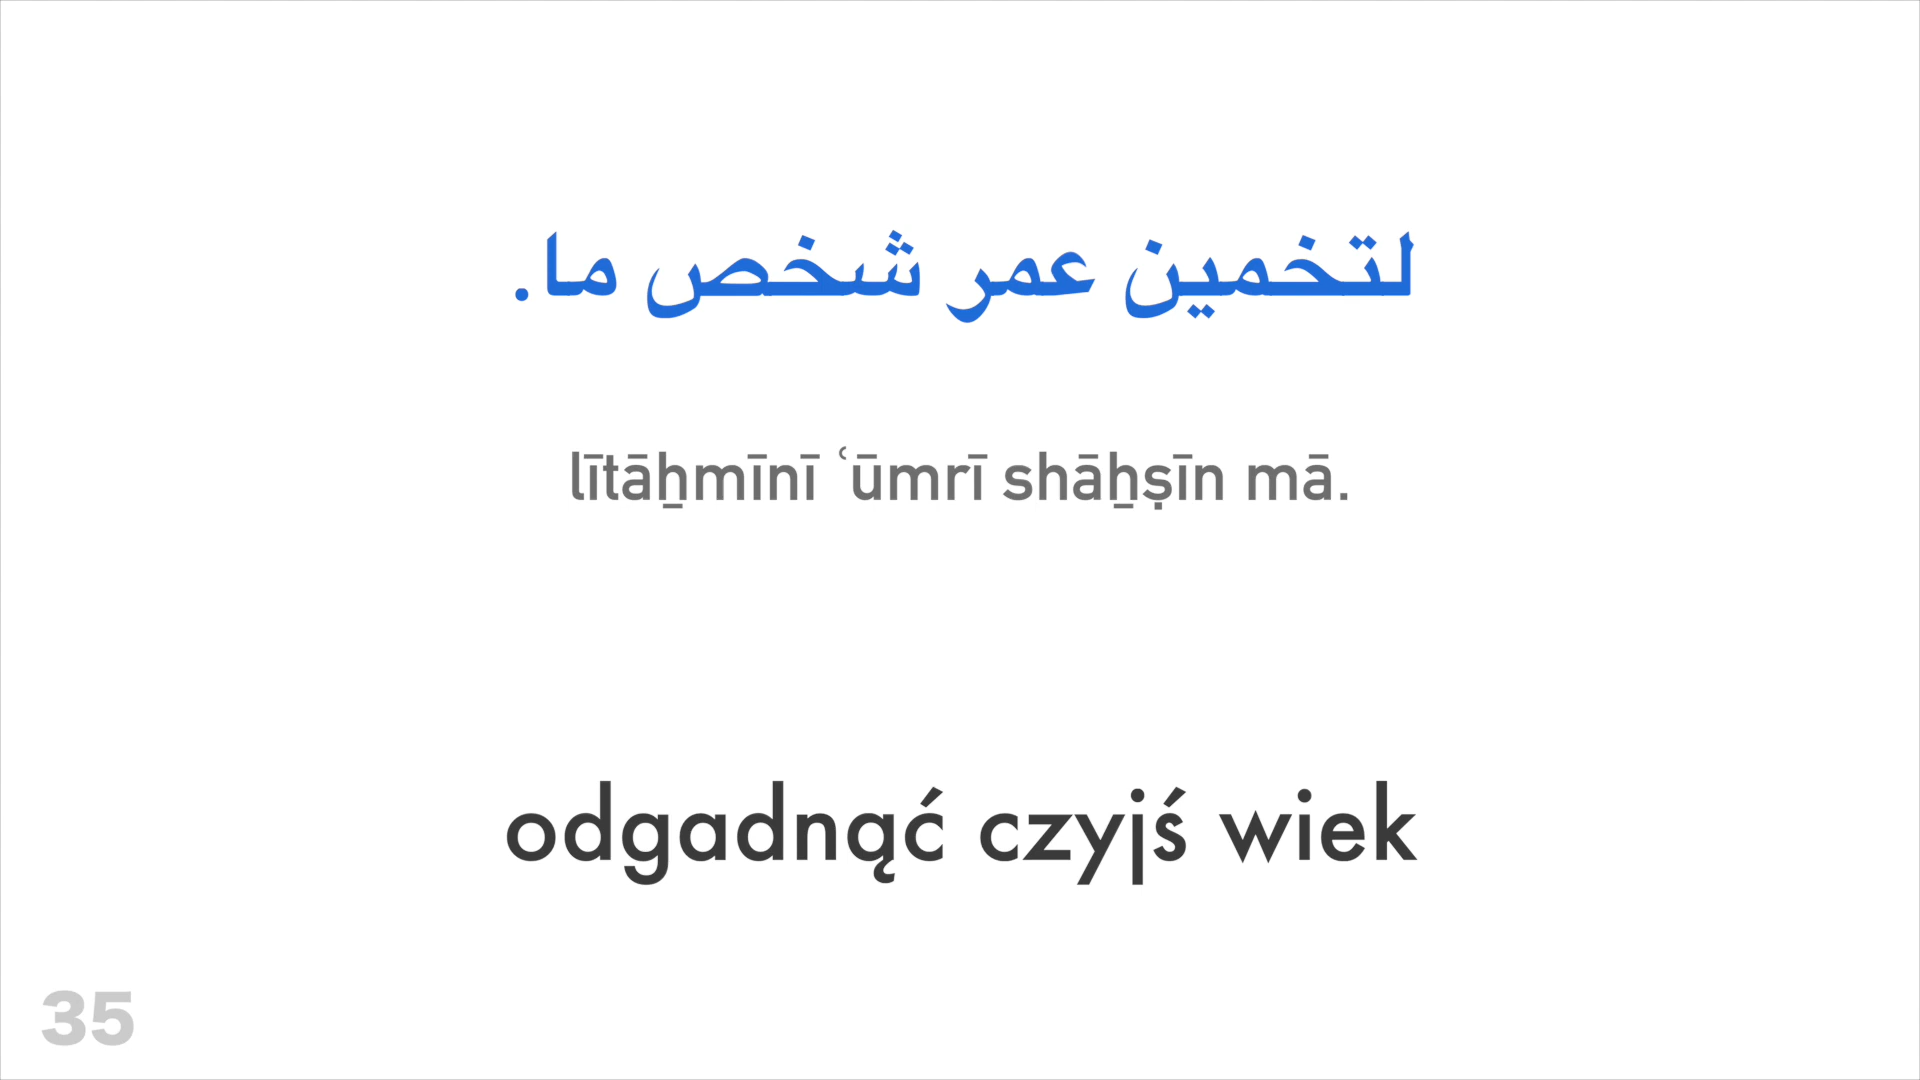 لتخمين عمر شخص ما.
lītāẖmīnī ʿūmrī shāẖṣīn mā.
odgadnąć czyjś wiek
35